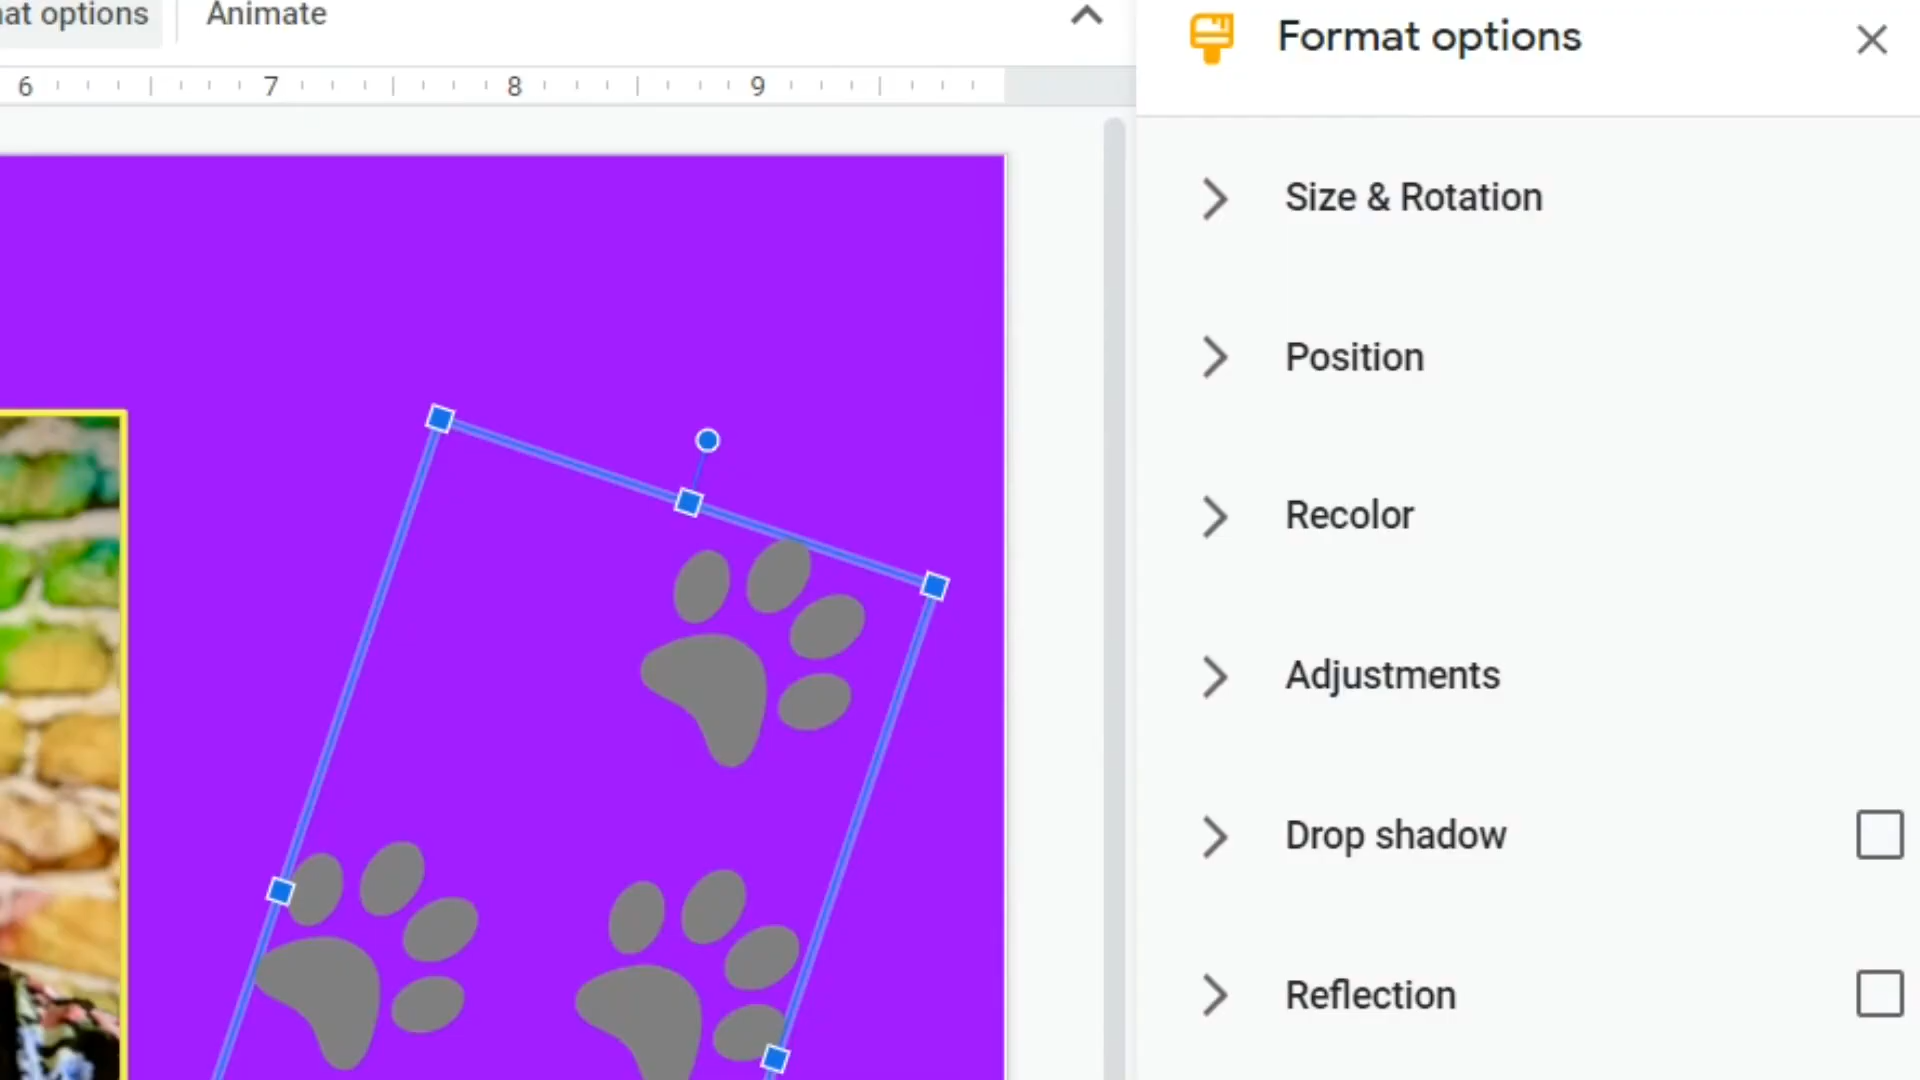 at options Animate
6 7 8 9
Format options
Size & Rotation
Position
Recolor
Adjustments
Drop shadow
Reflection